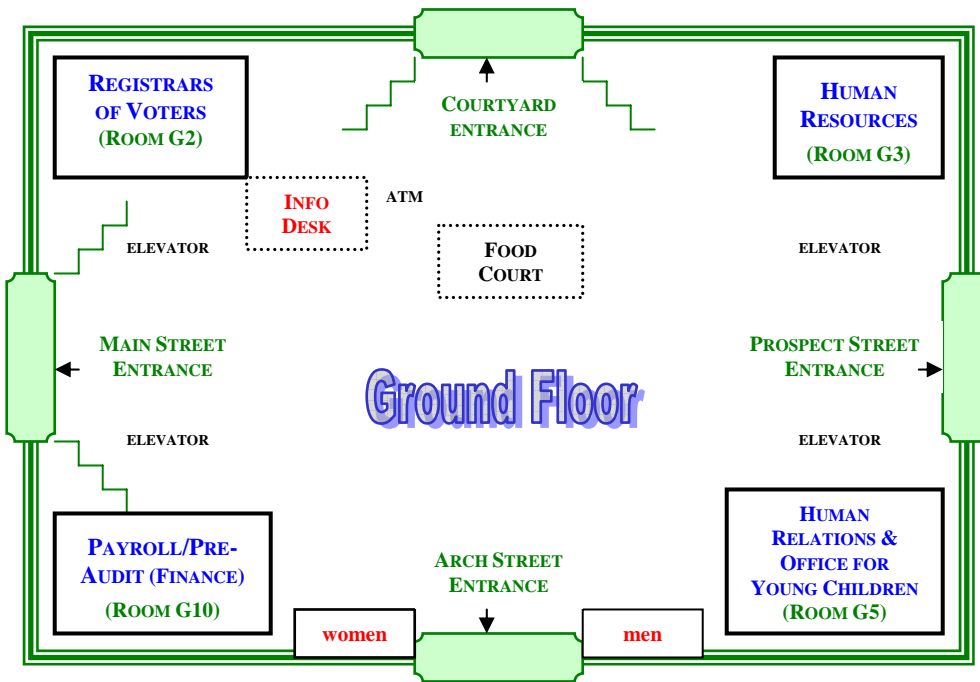 REGISTRARS
OF VOTERS
(ROOM G2)
COURTYARD
ENTRANCE
HUMAN
RESOURCES
(ROOM G3)
INFO
DESK
ATM
FOOD
COURT
ELEVATOR
ELEVATOR
MAIN STREET
ENTRANCE
PROSPECT STREET
ENTRANCE
Ground Floor
ELEVATOR
ELEVATOR
PAYROLL/PRE-
AUDIT (FINANCE)
(ROOM G10)
ARCH STREET
ENTRANCE
HUMAN
RELATIONS &
OFFICE FOR
YOUNG CHILDREN
(ROOM G5)
women
men